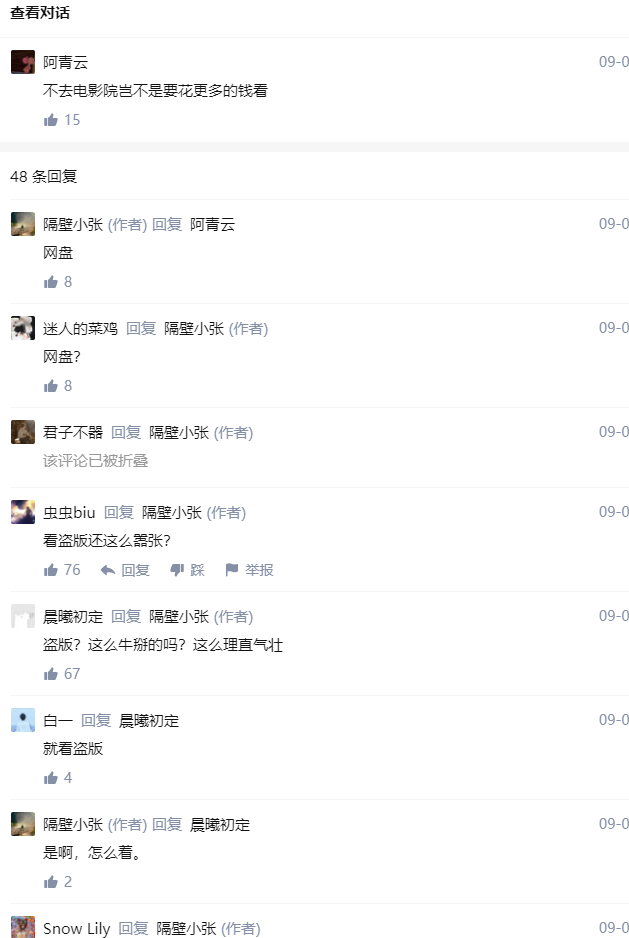 查看对话
阿青云 09-0
不去电影院岂不是要花更多的钱看
15
48 条回复
隔壁小张 (作者) 回复 阿青云 09-0
网盘
8
迷人的菜鸡 回复 隔壁小张 (作者) 09-0
网盘？
8
君子不器 回复 隔壁小张 (作者) 09-0
该评论已被折叠
虫虫biu 回复 隔壁小张 (作者) 09-0
看盗版还这么嚣张？
76 回复 踩 举报
晨曦初定 回复 隔壁小张 (作者) 09-0
盗版？这么牛掰的吗？这么理直气壮
67
白一 回复 晨曦初定 09-0
就看盗版
4
隔壁小张 (作者) 回复 晨曦初定 09-0
是啊，怎么着。
2
Snow Lily 回复 隔壁小张 (作者) 09-0